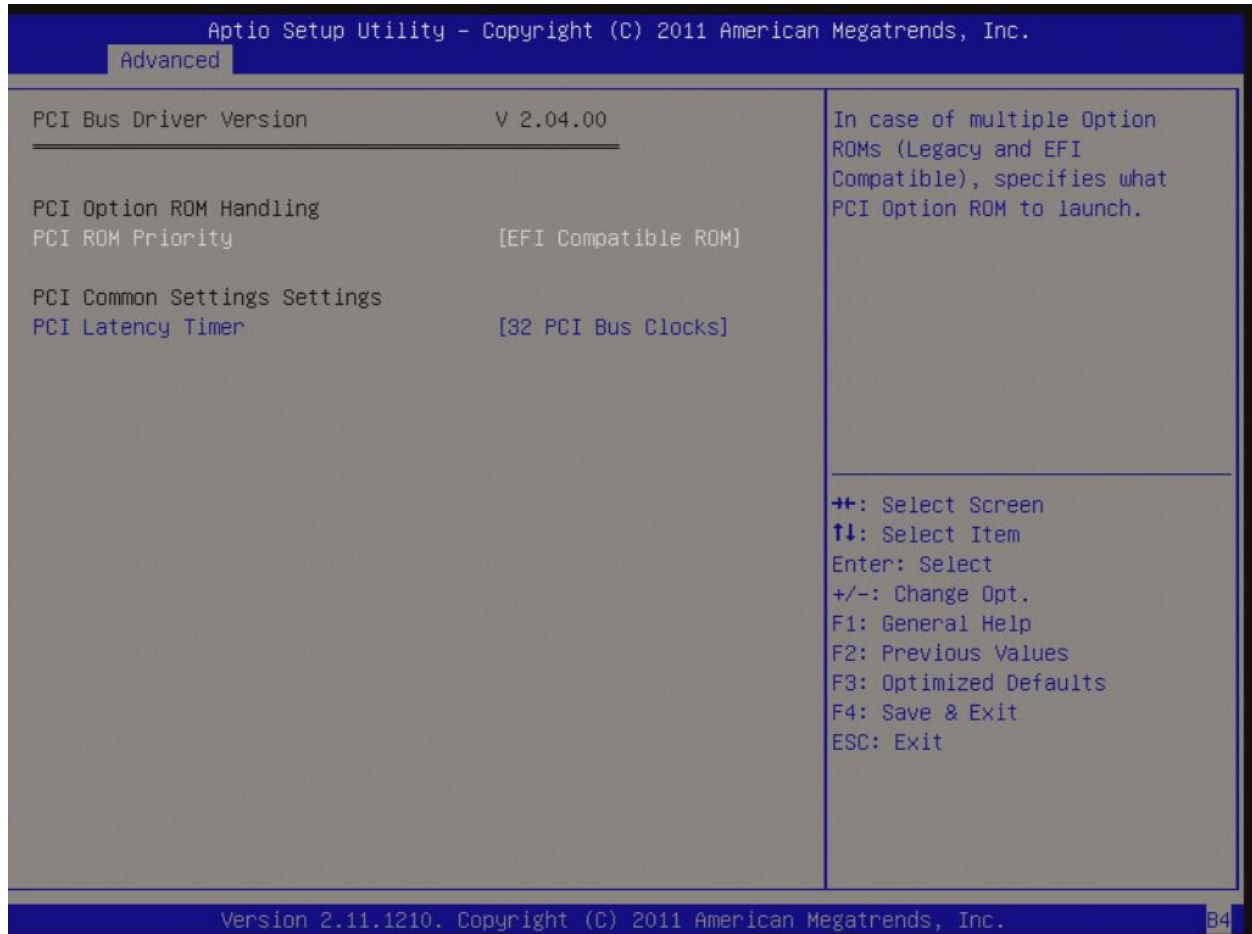 Aptio Setup Utility – Copyright (C) 2011 American Megatrends, Inc.
Advanced
PCI Bus Driver Version V 2.04.00
PCI Option ROM Handling
PCI ROM Priority [EFI Compatible ROM]
PCI Common Settings Settings
PCI Latency Timer [32 PCI Bus Clocks]
In case of multiple Option
ROMs (Legacy and EFI
Compatible), specifies what
PCI Option ROM to launch.
→←: Select Screen
↑↓: Select Item
Enter: Select
+/-: Change Opt.
F1: General Help
F2: Previous Values
F3: Optimized Defaults
F4: Save & Exit
ESC: Exit
Version 2.11.1210. Copyright (C) 2011 American Megatrends, Inc.
B4